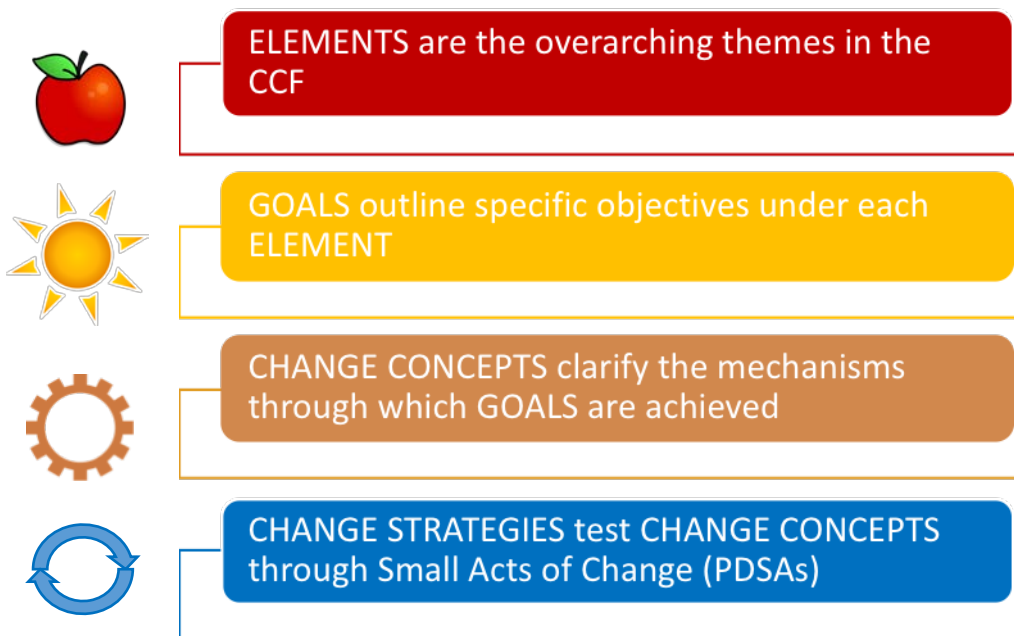 ELEMENTS are the overarching themes in the
CCF
GOALS outline specific objectives under each
ELEMENT
CHANGE CONCEPTS clarify the mechanisms
through which GOALS are achieved
CHANGE STRATEGIES test CHANGE CONCEPTS
through Small Acts of Change (PDSAs)